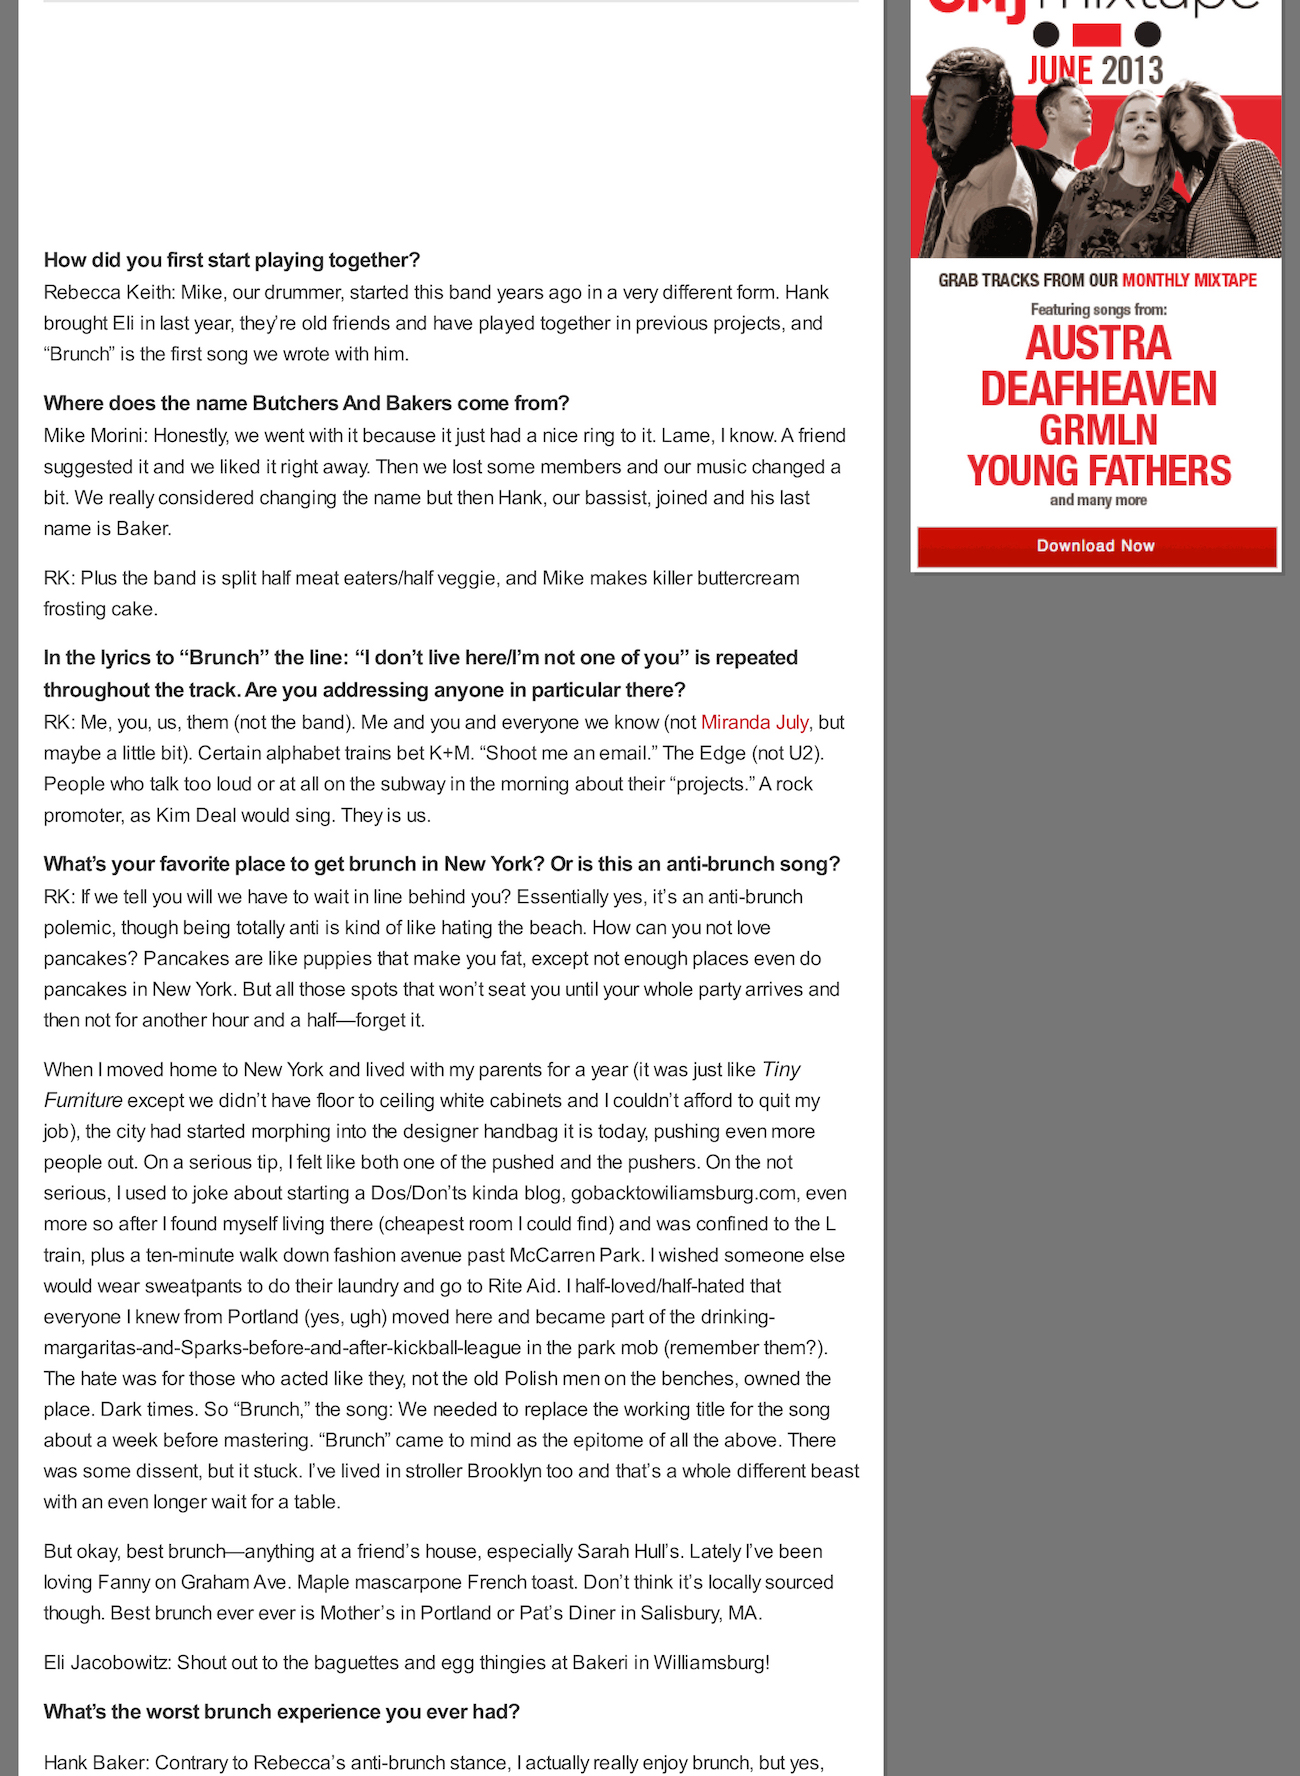 How did you first start playing together?
Rebecca Keith: Mike, our drummer, started this band years ago in a very different form. Hank
brought Eli in last year, they’re old friends and have played together in previous projects, and
“Brunch” is the first song we wrote with him.
Where does the name Butchers And Bakers come from?
Mike Morini: Honestly, we went with it because it just had a nice ring to it. Lame, I know. A friend
suggested it and we liked it right away. Then we lost some members and our music changed a
bit. We really considered changing the name but then Hank, our bassist, joined and his last
name is Baker.
RK: Plus the band is split half meat eaters/half veggie, and Mike makes killer buttercream
frosting cake.
In the lyrics to “Brunch” the line: “I don’t live here/I’m not one of you” is repeated
throughout the track. Are you addressing anyone in particular there?
RK: Me, you, us, them (not the band). Me and you and everyone we know (not Miranda July, but
maybe a little bit). Certain alphabet trains bet K+M. “Shoot me an email.” The Edge (not U2).
People who talk too loud or at all on the subway in the morning about their “projects.” A rock
promoter, as Kim Deal would sing. They is us.
What’s your favorite place to get brunch in New York? Or is this an anti-brunch song?
RK: If we tell you will we have to wait in line behind you? Essentially yes, it’s an anti-brunch
polemic, though being totally anti is kind of like hating the beach. How can you not love
pancakes? Pancakes are like puppies that make you fat, except not enough places even do
pancakes in New York. But all those spots that won’t seat you until your whole party arrives and
then not for another hour and a half—forget it.
When I moved home to New York and lived with my parents for a year (it was just like Tiny
Furniture except we didn’t have floor to ceiling white cabinets and I couldn’t afford to quit my
job), the city had started morphing into the designer handbag it is today, pushing even more
people out. On a serious tip, I felt like both one of the pushed and the pushers. On the not
serious, I used to joke about starting a Dos/Don’ts kinda blog, gobacktowiliamsburg.com, even
more so after I found myself living there (cheapest room I could find) and was confined to the L
train, plus a ten-minute walk down fashion avenue past McCarren Park. I wished someone else
would wear sweatpants to do their laundry and go to Rite Aid. I half-loved/half-hated that
everyone I knew from Portland (yes, ugh) moved here and became part of the drinking-
margaritas-and-Sparks-before-and-after-kickball-league in the park mob (remember them?).
The hate was for those who acted like they, not the old Polish men on the benches, owned the
place. Dark times. So “Brunch,” the song: We needed to replace the working title for the song
about a week before mastering. “Brunch” came to mind as the epitome of all the above. There
was some dissent, but it stuck. I’ve lived in stroller Brooklyn too and that’s a whole different beast
with an even longer wait for a table.
But okay, best brunch—anything at a friend’s house, especially Sarah Hull’s. Lately I’ve been
loving Fanny on Graham Ave. Maple mascarpone French toast. Don’t think it’s locally sourced
though. Best brunch ever ever is Mother’s in Portland or Pat’s Diner in Salisbury, MA.
Eli Jacobowitz: Shout out to the baguettes and egg thingies at Bakeri in Williamsburg!
What’s the worst brunch experience you ever had?
Hank Baker: Contrary to Rebecca’s anti-brunch stance, I actually really enjoy brunch, but yes,
CMJ mixtape
JUNE 2013
GRAB TRACKS FROM OUR MONTHLY MIXTAPE
Featuring songs from:
AUSTRA
DEAFHEAVEN
GRMLN
YOUNG FATHERS
and many more
Download Now